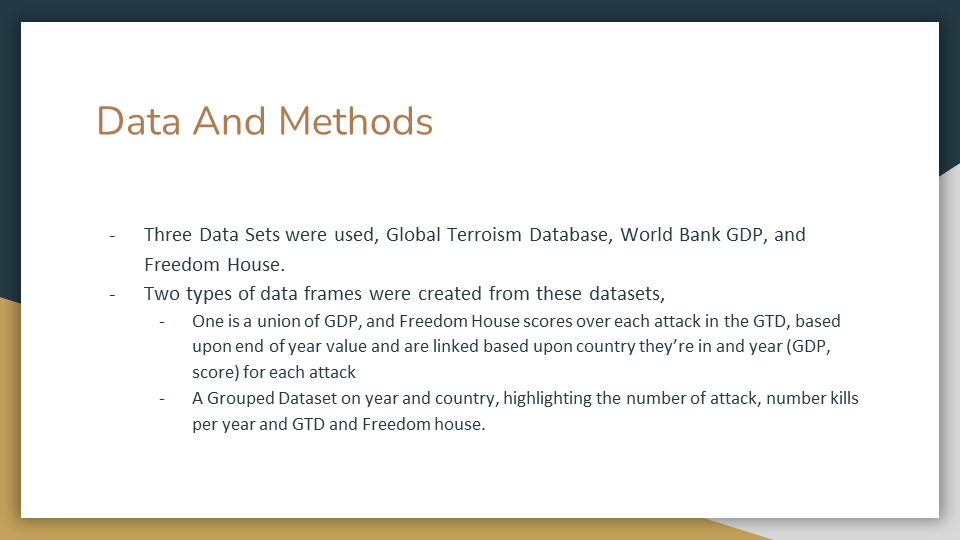 Data And Methods
- Three Data Sets were used, Global Terroism Database, World Bank GDP, and
Freedom House.
- Two types of data frames were created from these datasets,
- One is a union of GDP, and Freedom House scores over each attack in the GTD, based
upon end of year value and are linked based upon country they’re in and year (GDP,
score) for each attack
- A Grouped Dataset on year and country, highlighting the number of attack, number kills
per year and GTD and Freedom house.